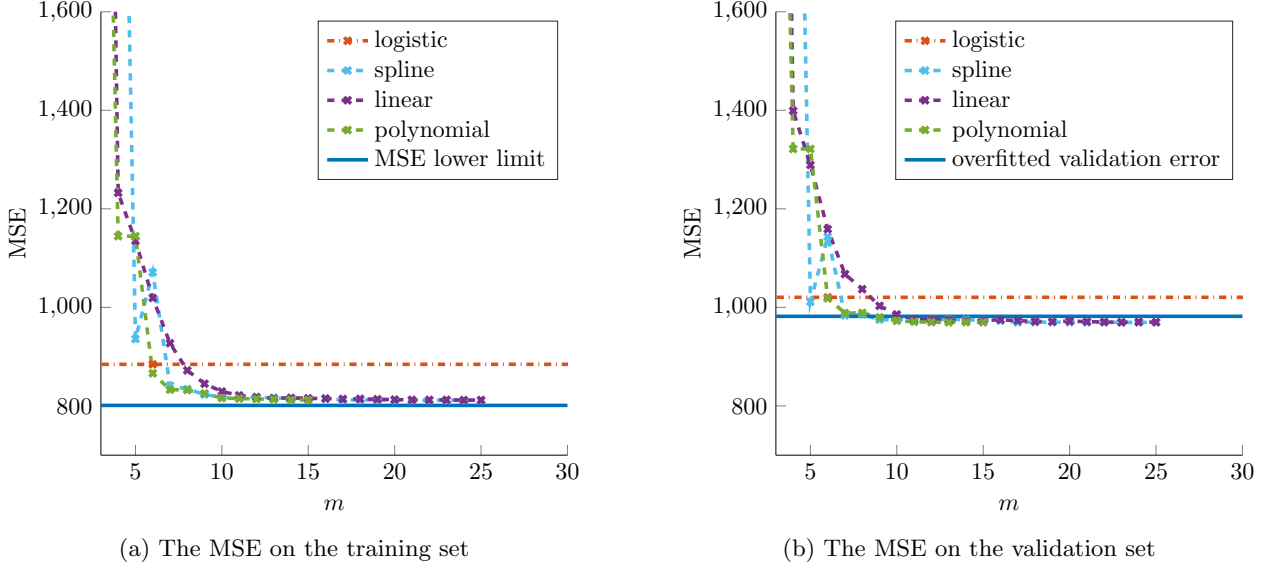 1,600
1,400
1,200
1,000
800
MSE
5
10
15
20
25
30
m
logistic
spline
linear
polynomial
MSE lower limit
(a) The MSE on the training set
1,600
1,400
1,200
1,000
800
MSE
5
10
15
20
25
30
m
logistic
spline
linear
polynomial
overfitted validation error
(b) The MSE on the validation set